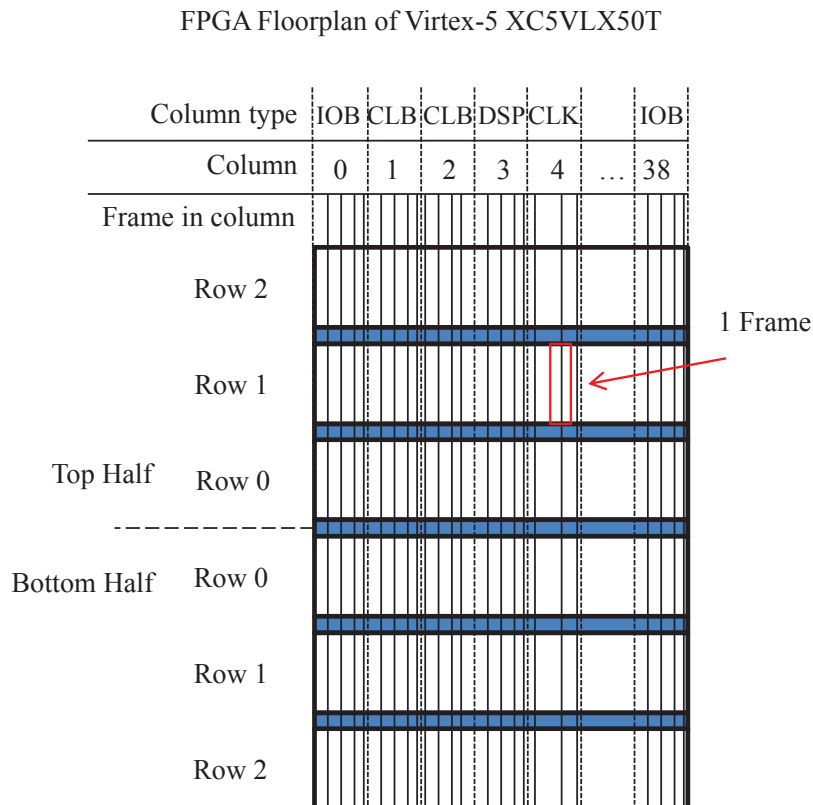 FPGA Floorplan of Virtex-5 XC5VLX50T
Column type IOB CLB CLB DSP CLK IOB
Column 0 1 2 3 4 … 38
Frame in column
Row 2
1 Frame
Row 1
Top Half Row 0
Bottom Half Row 0
Row 1
Row 2